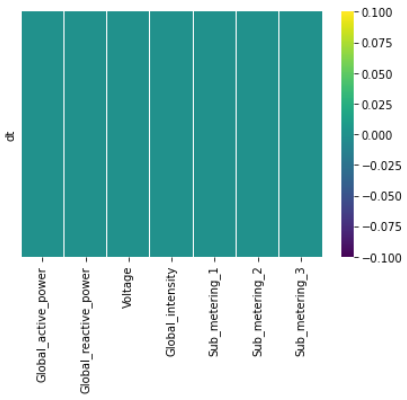 dt
Global_active_power
Global_reactive_power
Voltage
Global_intensity
Sub_metering_1
Sub_metering_2
Sub_metering_3
0.100
0.075
0.050
0.025
0.000
−0.025
−0.050
−0.075
−0.100